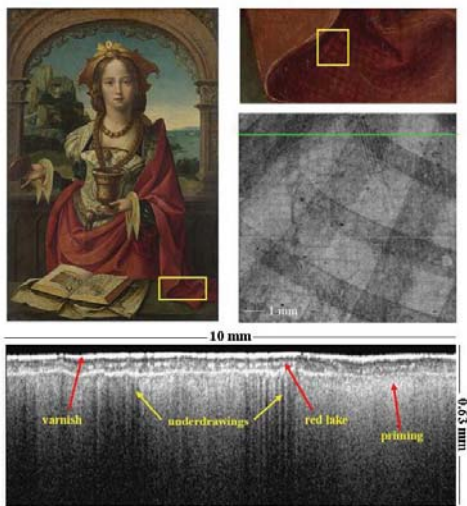 1 mm
10 mm
varnish
underdrawings
red lake
priming
0.63 mm